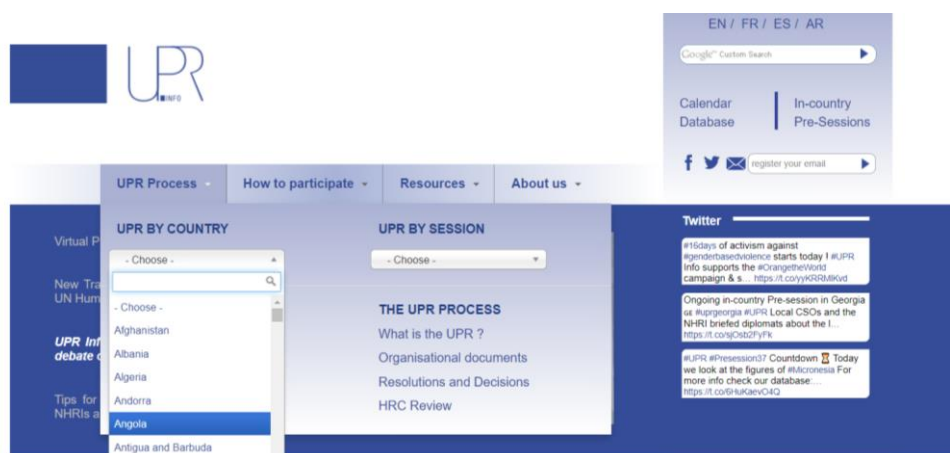 EN / FR / ES / AR
UPR
INFO
Google™ Custom Search
Calendar
Database
In-country
Pre-Sessions
register your email
UPR Process
How to participate
Resources
About us
UPR BY COUNTRY
- Choose -
- Choose -
Afghanistan
Albania
Algeria
Andorra
Angola
Antigua and Barbuda
UPR BY SESSION
- Choose -
THE UPR PROCESS
What is the UPR ?
Organisational documents
Resolutions and Decisions
HRC Review
Virtual P
New Tra
UN Hum
UPR Inf
debate
Tips for
NHRIs a
Twitter
#16days of activism against
#genderbasedviolence starts today ! #UPR
Info supports the #OrangetheWorld
campaign & s... https://t.co/yyKRRMlKvd
Ongoing in-country Pre-session in Georgia
GE #uprgeorgia #UPR Local CSOs and the
NHRI briefed diplomats about the l...
https://t.co/sjOsb2FyFk
#UPR #Presession37 Countdown ⌛ Today
we look at the figures of #Micronesia For
more info check our database:...
https://t.co/6HuKaevO4Q